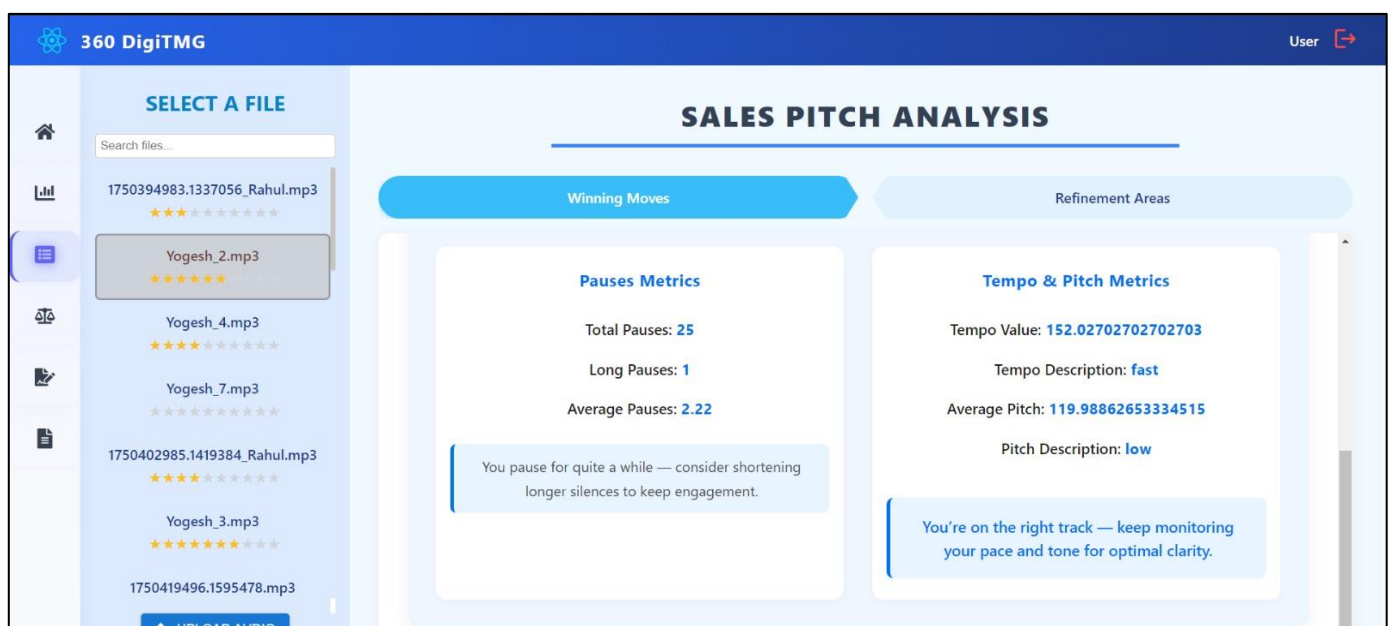 360 DigiTMG
User
SELECT A FILE
Search files...
1750394983.1337056_Rahul.mp3
Yogesh_2.mp3
Yogesh_4.mp3
Yogesh_7.mp3
1750402985.1419384_Rahul.mp3
Yogesh_3.mp3
1750419496.1595478.mp3
UPLOAD AUDIO
SALES PITCH ANALYSIS
Winning Moves
Refinement Areas
Pauses Metrics
Total Pauses: 25
Long Pauses: 1
Average Pauses: 2.22
You pause for quite a while — consider shortening
longer silences to keep engagement.
Tempo & Pitch Metrics
Tempo Value: 152.02702702702703
Tempo Description: fast
Average Pitch: 119.98862653334515
Pitch Description: low
You’re on the right track — keep monitoring
your pace and tone for optimal clarity.